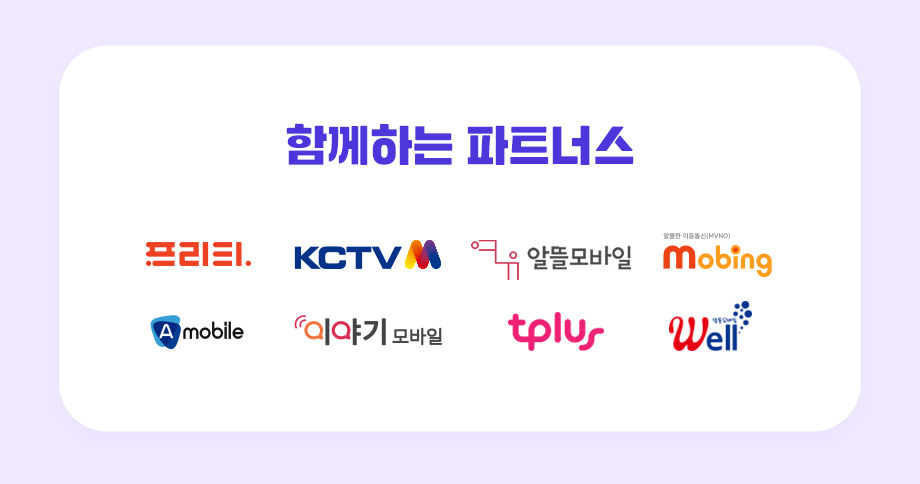 함께하는 파트너스
프리티.
KCTV M
알뜰모바일
알뜰한 이동통신(MVNO)
mobing
A mobile
이야기 모바일
tplus
Well